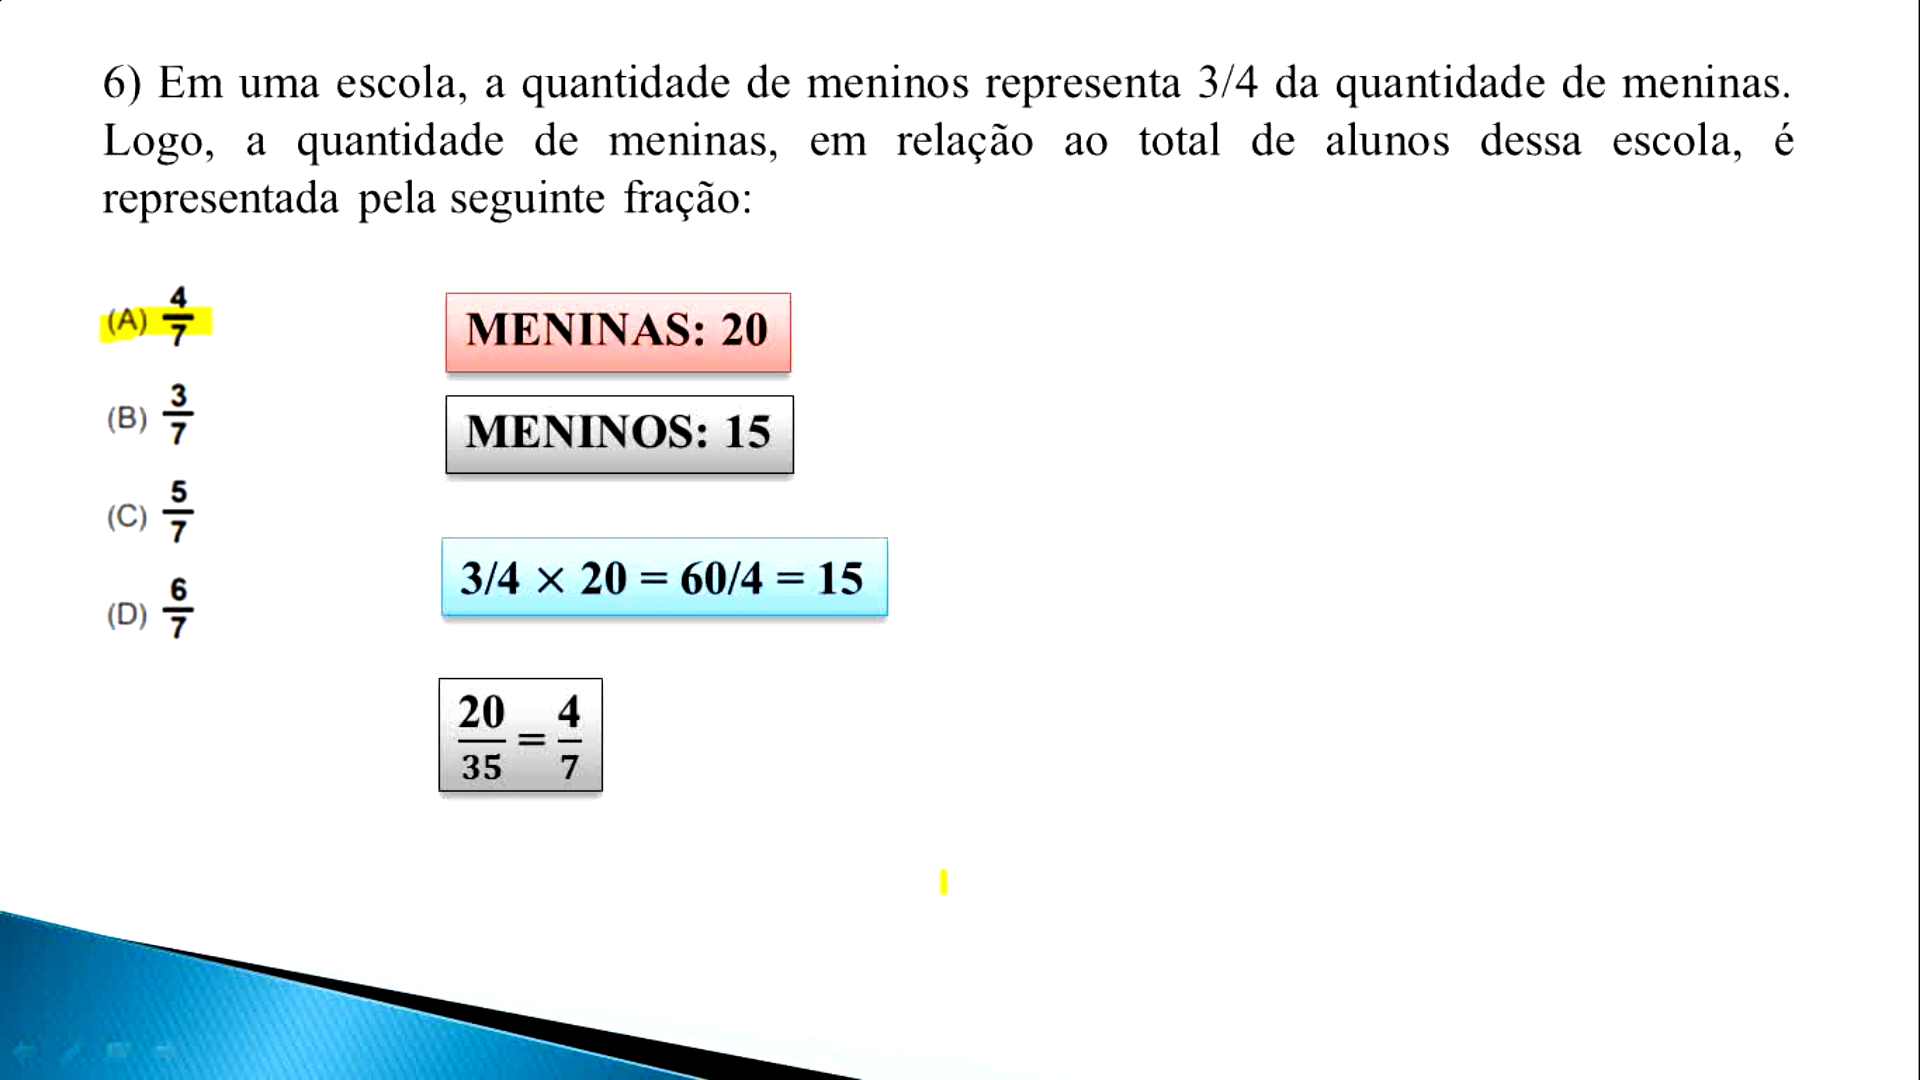 6) Em uma escola, a quantidade de meninos representa 3/4 da quantidade de meninas.
Logo, a quantidade de meninas, em relação ao total de alunos dessa escola, é
representada pela seguinte fração:
(A) 4/7
(B) 3/7
(C) 5/7
(D) 6/7
MENINAS: 20
MENINOS: 15
3/4 × 20 = 60/4 = 15
20/35 = 4/7